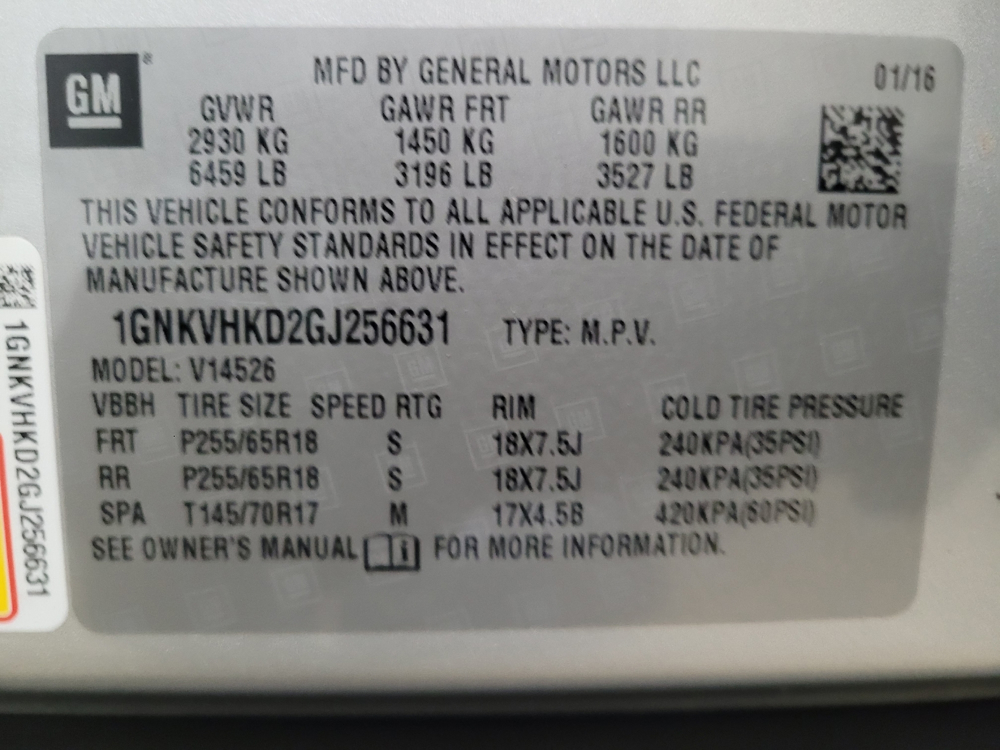 GM ®
MFD BY GENERAL MOTORS LLC 01/16
GVWR GAWR FRT GAWR RR
2930 KG 1450 KG 1600 KG
6459 LB 3196 LB 3527 LB
THIS VEHICLE CONFORMS TO ALL APPLICABLE U.S. FEDERAL MOTOR
VEHICLE SAFETY STANDARDS IN EFFECT ON THE DATE OF
MANUFACTURE SHOWN ABOVE.
1GNKVHKD2GJ256631 TYPE: M.P.V.
MODEL: V14526
VBBH TIRE SIZE SPEED RTG RIM COLD TIRE PRESSURE
FRT P255/65R18 S 18X7.5J 240KPA(35PSI)
RR P255/65R18 S 18X7.5J 240KPA(35PSI)
SPA T145/70R17 M 17X4.5B 420KPA(60PSI)
SEE OWNER'S MANUAL FOR MORE INFORMATION.
1GNKVHKD2GJ256631